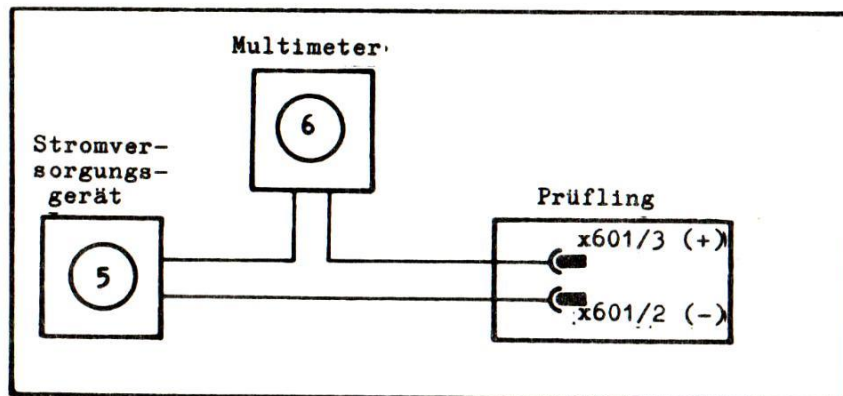 Multimeter
6
Stromver-
sorgungs-
gerät
5
Prüfling
x601/3 (+)
x601/2 (-)